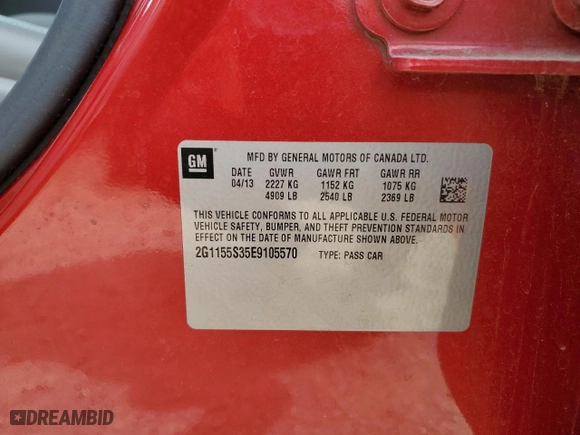 GM
MFD BY GENERAL MOTORS OF CANADA LTD.
DATE GVWR GAWR FRT GAWR RR
04/13 2227 KG 1152 KG 1075 KG
4909 LB 2540 LB 2369 LB
THIS VEHICLE CONFORMS TO ALL APPLICABLE U.S. FEDERAL MOTOR
VEHICLE SAFETY, BUMPER, AND THEFT PREVENTION STANDARDS IN
EFFECT ON THE DATE OF MANUFACTURE SHOWN ABOVE.
2G1155S35E9105570 TYPE: PASS CAR
DREAMBID